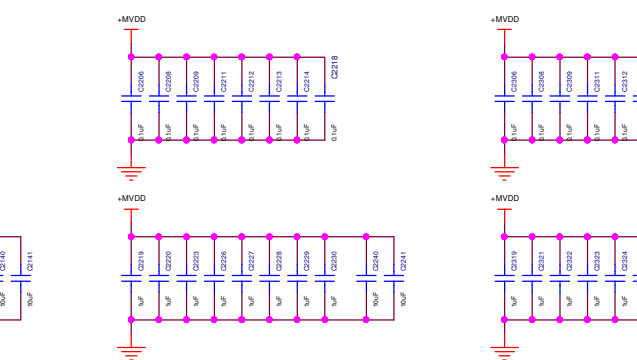 +MVDD
+MVDD
C2206
C2208
C2209
C2211
C2212
C2213
C2214
C2218
0.1uF
0.1uF
0.1uF
0.1uF
0.1uF
0.1uF
0.1uF
0.1uF
C2306
C2308
C2309
C2311
C2312
0.1uF
0.1uF
0.1uF
0.1uF
0.1uF
+MVDD
+MVDD
C2140
C2141
10uF
10uF
C2219
C2220
C2223
C2226
C2227
C2228
C2229
C2230
C2240
C2241
1uF
1uF
1uF
1uF
1uF
1uF
1uF
1uF
10uF
10uF
C2319
C2321
C2322
C2323
C2324
1uF
1uF
1uF
1uF
1uF